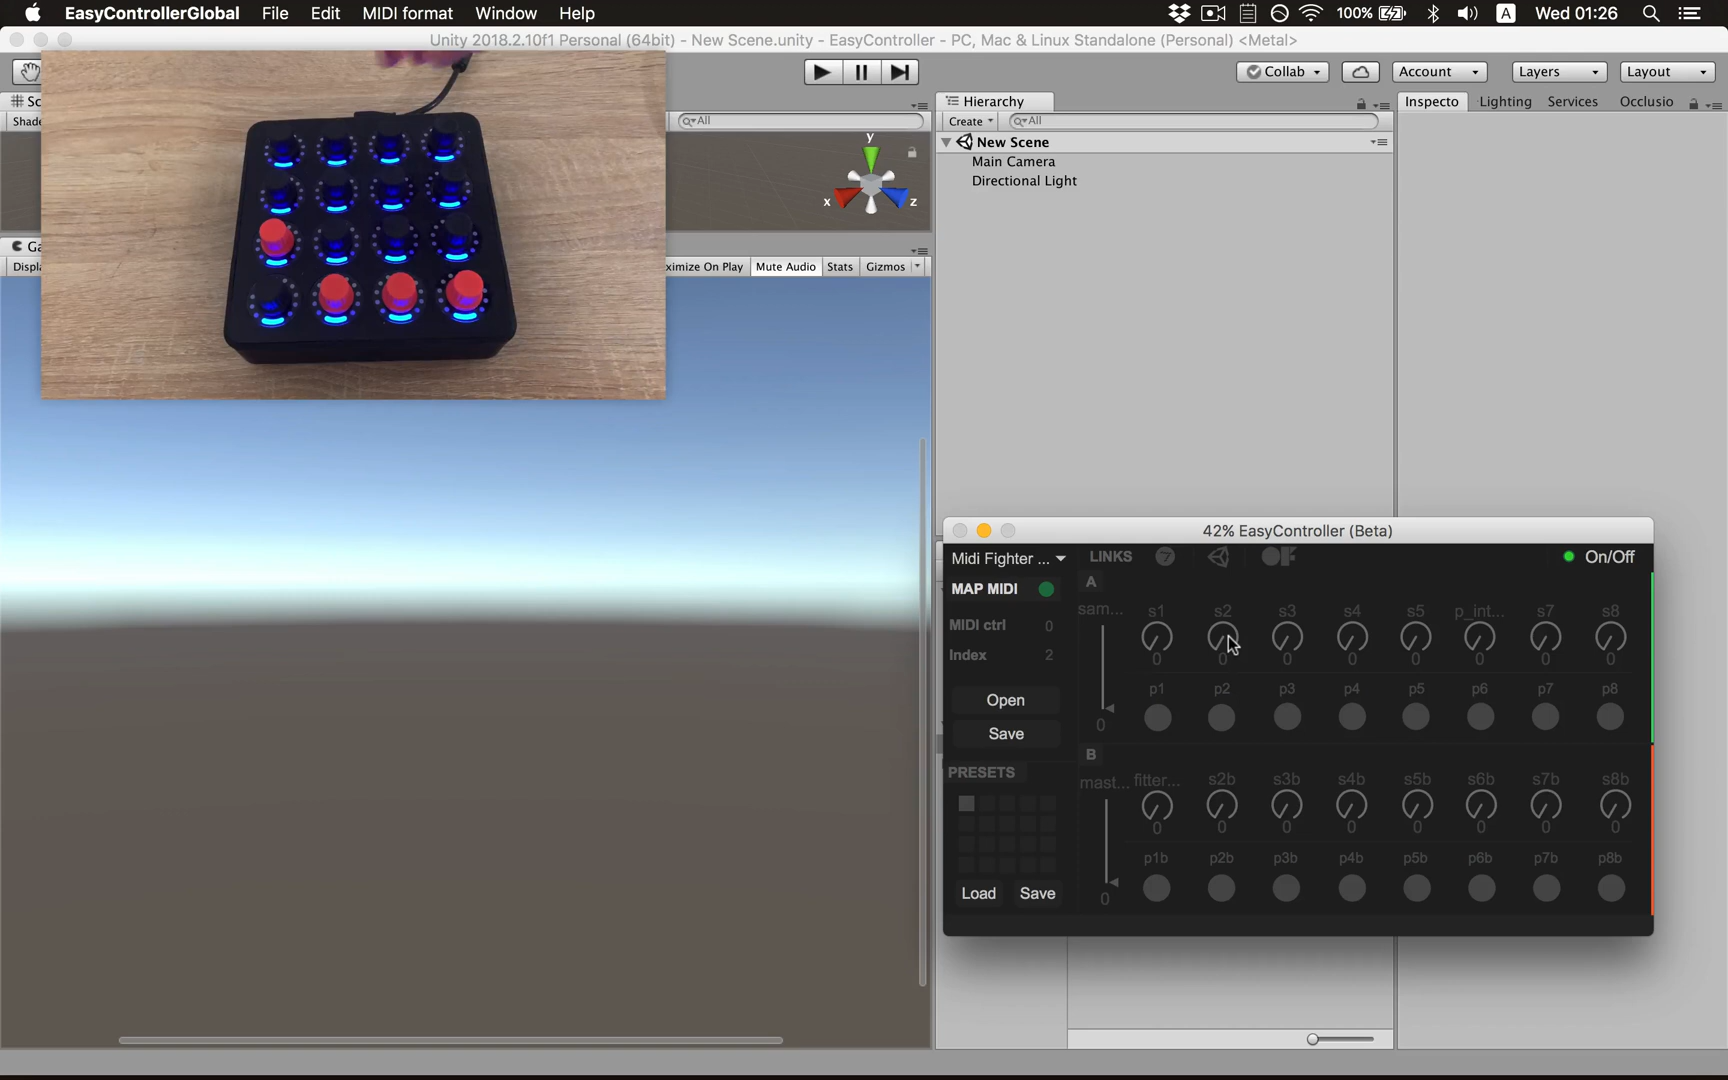 EasyControllerGlobal File Edit MIDI format Window Help 100% A Wed 01:26
Unity 2018.2.10f1 Personal (64bit) - New Scene.unity - EasyController - PC, Mac & Linux Standalone (Personal) <Metal>
Collab Account Layers Layout
Sc Hierarchy Inspecto Lighting Services Occlusio
Shade All Create All
y
x z
New Scene
Main Camera
Directional Light
Ga
Displa ximize On Play Mute Audio Stats Gizmos
42% EasyController (Beta)
Midi Fighter ... LINKS 7 On/Off
MAP MIDI A
sam... s1 s2 s3 s4 s5 p_int... s7 s8
MIDI ctrl 0
Index 2 0 0 0 0 0 0 0 0
p1 p2 p3 p4 p5 p6 p7 p8
Open
0
Save
B
PRESETS
mast... fitter... s2b s3b s4b s5b s6b s7b s8b
0 0 0 0 0 0 0 0
p1b p2b p3b p4b p5b p6b p7b p8b
Load Save 0